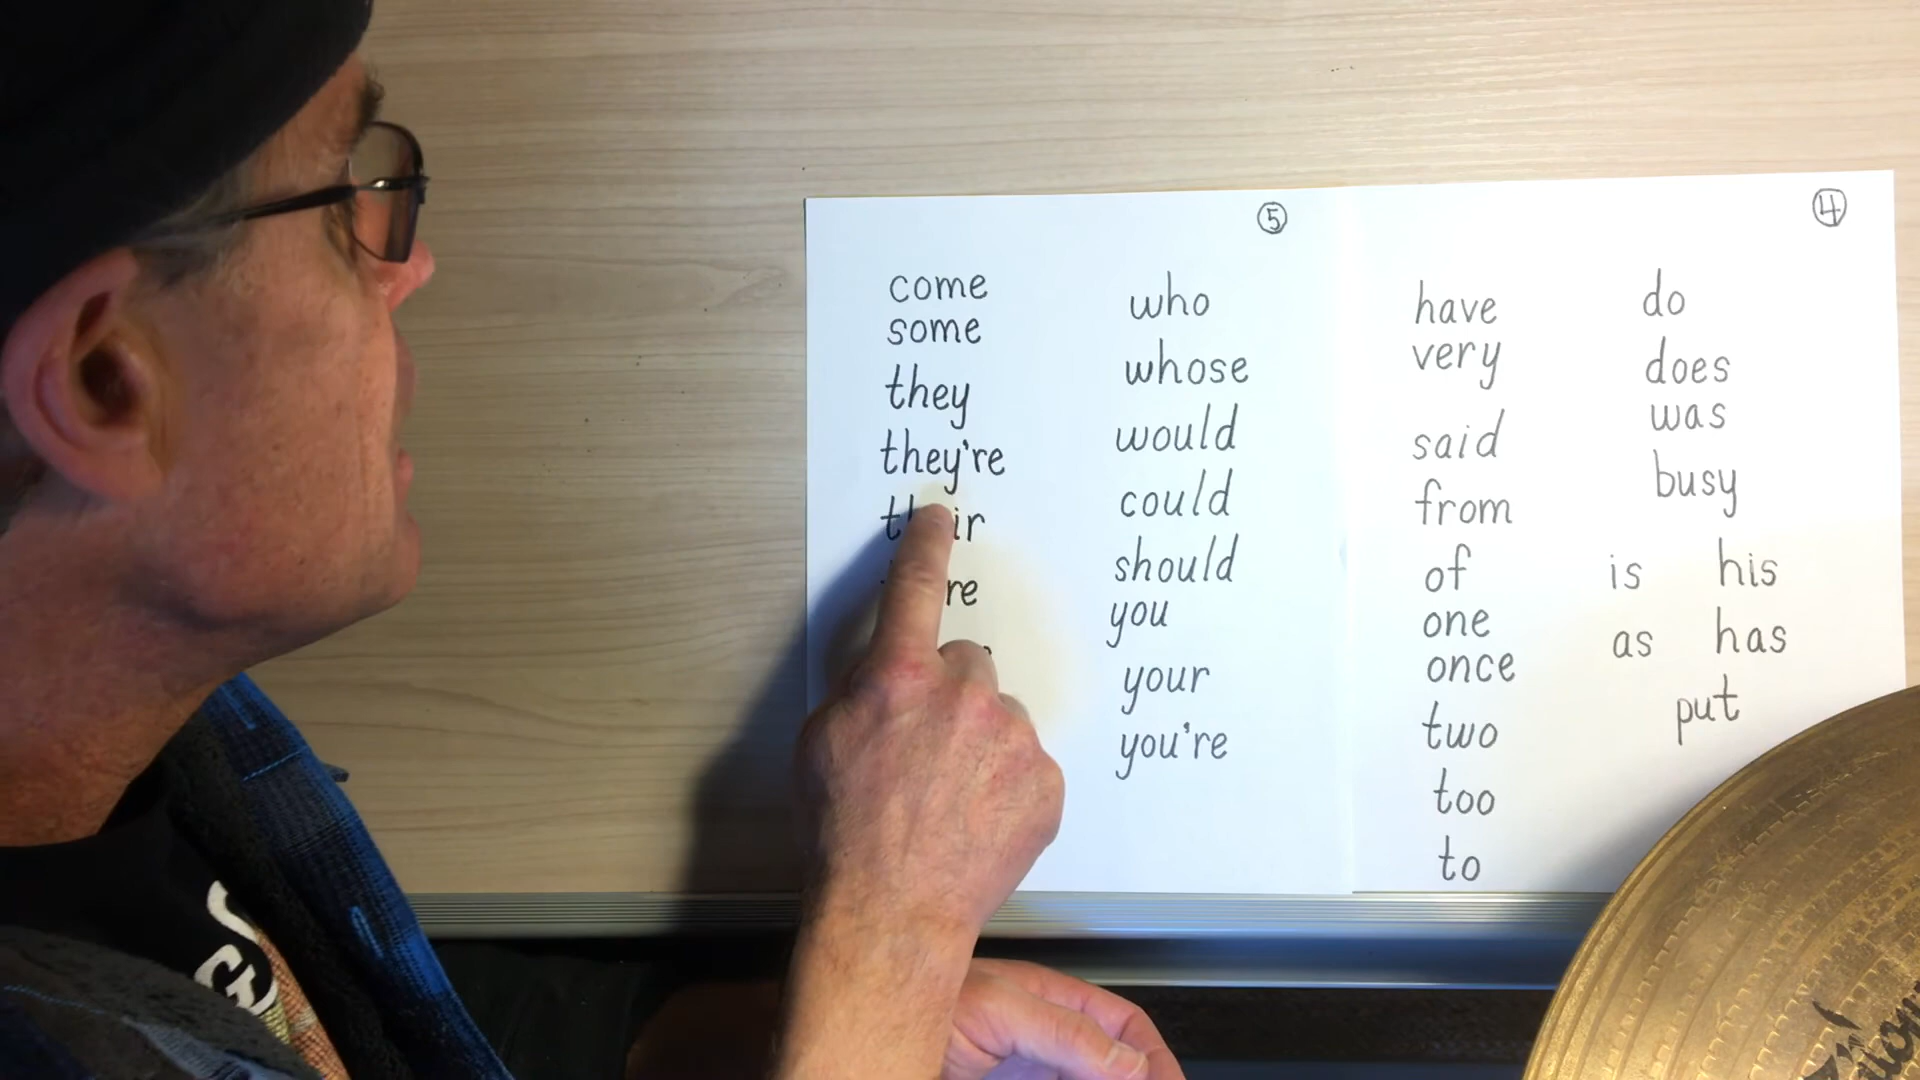 5
come
some
they
they're
who
whose
would
could
should
you
your
you're
4
have
very
said
from
of
one
once
two
too
to
do
does
was
busy
is his
as has
put